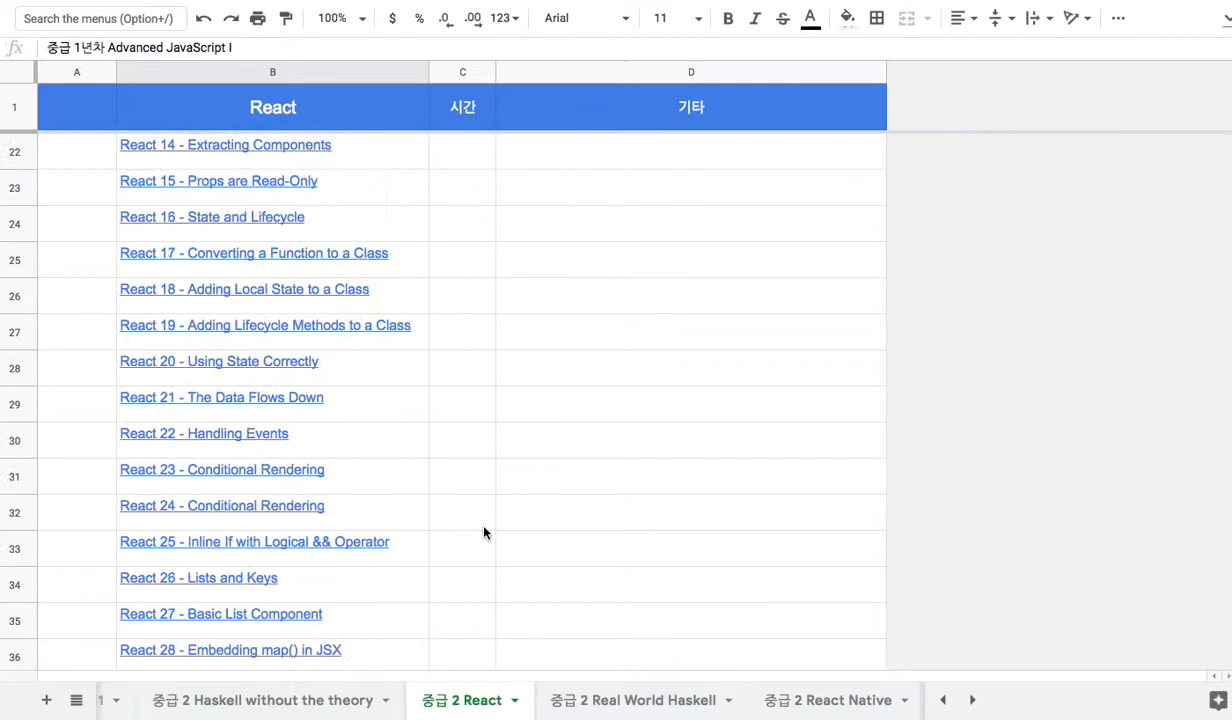 Search the menus (Option+/) 100% $ % .0 .00 123 Arial 11 B I S A
fx 중급 1년차 Advanced JavaScript I
A B C D
1 React 시간 기타
22 React 14 - Extracting Components
23 React 15 - Props are Read-Only
24 React 16 - State and Lifecycle
25 React 17 - Converting a Function to a Class
26 React 18 - Adding Local State to a Class
27 React 19 - Adding Lifecycle Methods to a Class
28 React 20 - Using State Correctly
29 React 21 - The Data Flows Down
30 React 22 - Handling Events
31 React 23 - Conditional Rendering
32 React 24 - Conditional Rendering
33 React 25 - Inline If with Logical && Operator
34 React 26 - Lists and Keys
35 React 27 - Basic List Component
36 React 28 - Embedding map() in JSX
1 중급 2 Haskell without the theory 중급 2 React 중급 2 Real World Haskell 중급 2 React Native